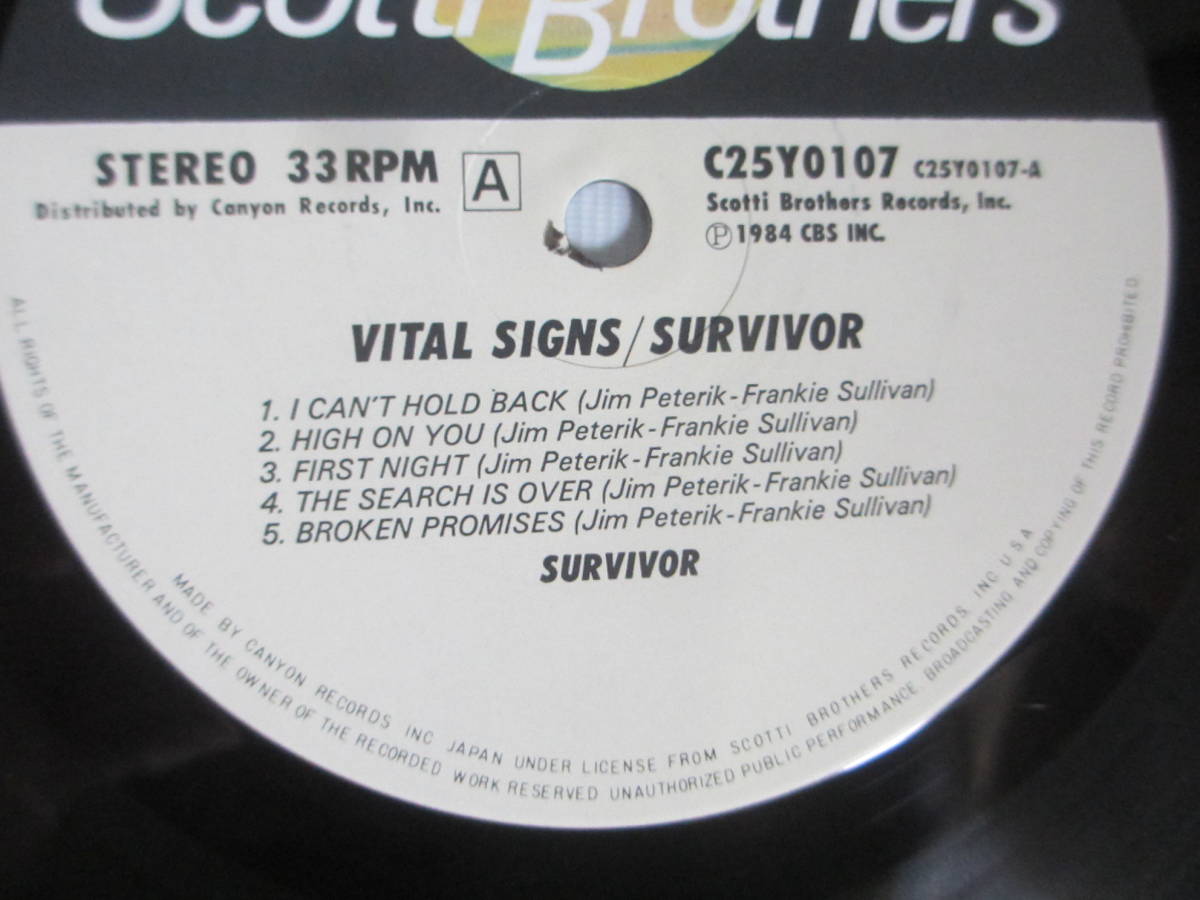 Scotti Brothers
STEREO 33RPM
A
Distributed by Canyon Records, Inc.
C25Y0107 C25Y0107-A
Scotti Brothers Records, Inc.
Ⓟ1984 CBS INC.
VITAL SIGNS/SURVIVOR
1. I CAN'T HOLD BACK (Jim Peterik-Frankie Sullivan)
2. HIGH ON YOU (Jim Peterik-Frankie Sullivan)
3. FIRST NIGHT (Jim Peterik-Frankie Sullivan)
4. THE SEARCH IS OVER (Jim Peterik-Frankie Sullivan)
5. BROKEN PROMISES (Jim Peterik-Frankie Sullivan)
SURVIVOR
MADE BY CANYON RECORDS INC JAPAN UNDER LICENSE FROM SCOTTI BROTHERS RECORDS, INC U S A
ALL RIGHTS OF THE MANUFACTURER AND OF THE OWNER OF THE RECORDED WORK RESERVED UNAUTHORIZED PUBLIC PERFORMANCE BROADCASTING AND COPYING OF THIS RECORD PROHIBITED.